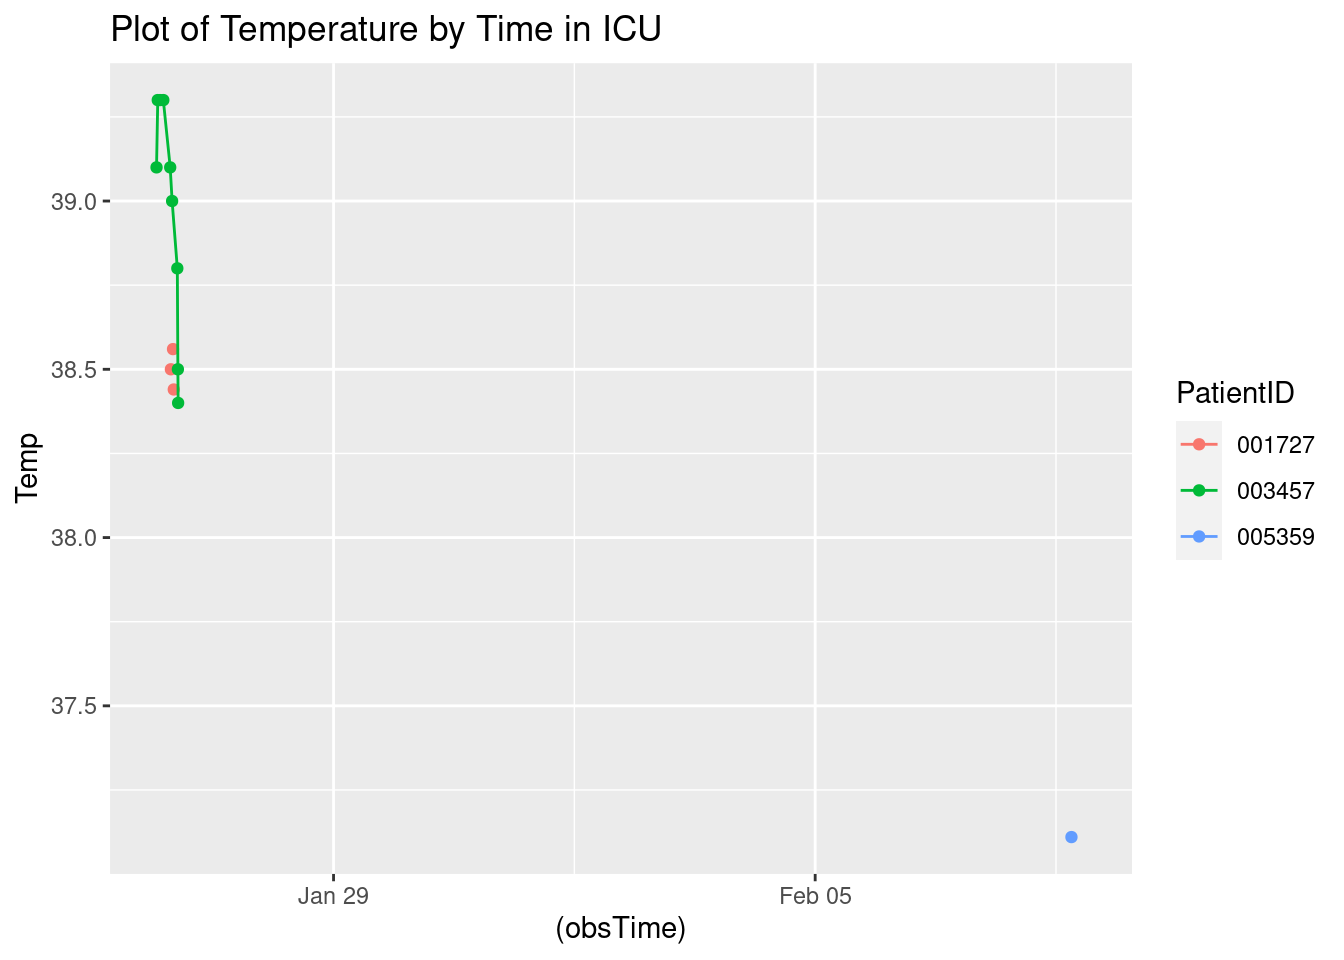 Plot of Temperature by Time in ICU
39.0
38.5
38.0
37.5
Temp
Jan 29
Feb 05
(obsTime)
PatientID
001727
003457
005359